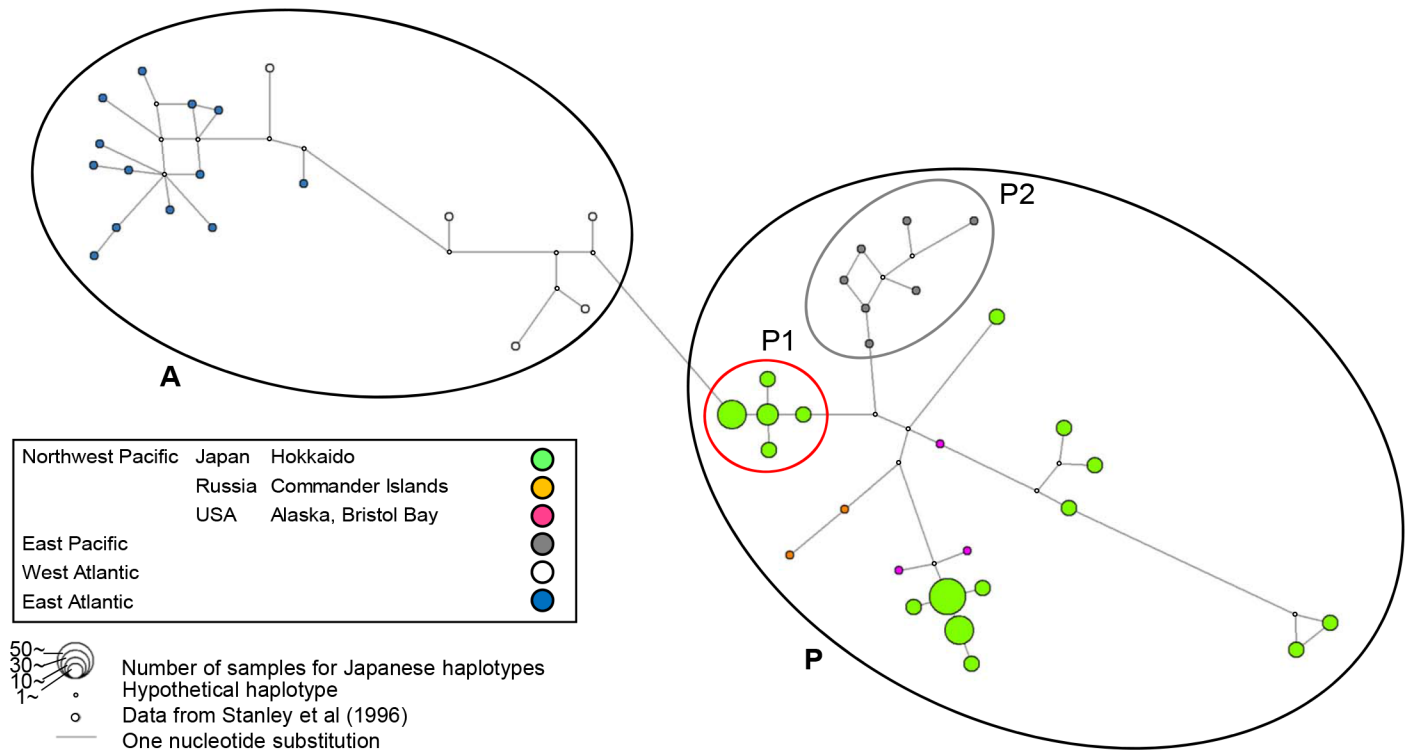 P2
P1
A
Northwest Pacific Japan Hokkaido
Russia Commander Islands
USA Alaska, Bristol Bay
East Pacific
West Atlantic
East Atlantic
P
50~
30~
10~
1~
Number of samples for Japanese haplotypes
Hypothetical haplotype
Data from Stanley et al (1996)
One nucleotide substitution